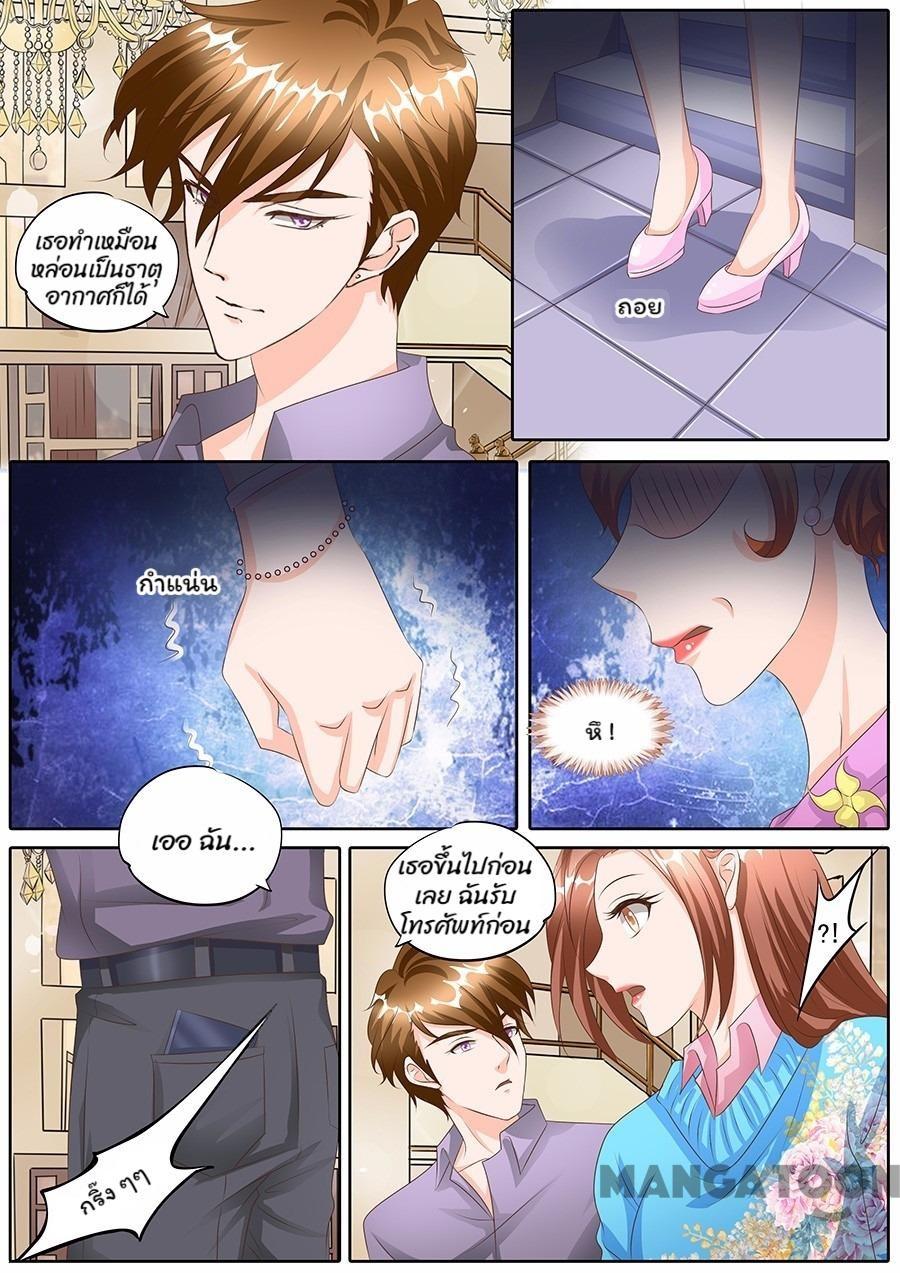 เธอทำเหมือน
หล่อนเป็นธาตุ
อากาศก็ได้
ถอย
กำแน่น
หึ !
เออ ฉัน...
กริ๊ง ๆๆ
เธอขึ้นไปก่อน
เลย ฉันรับ
โทรศัพท์ก่อน
?!
MANGATOON